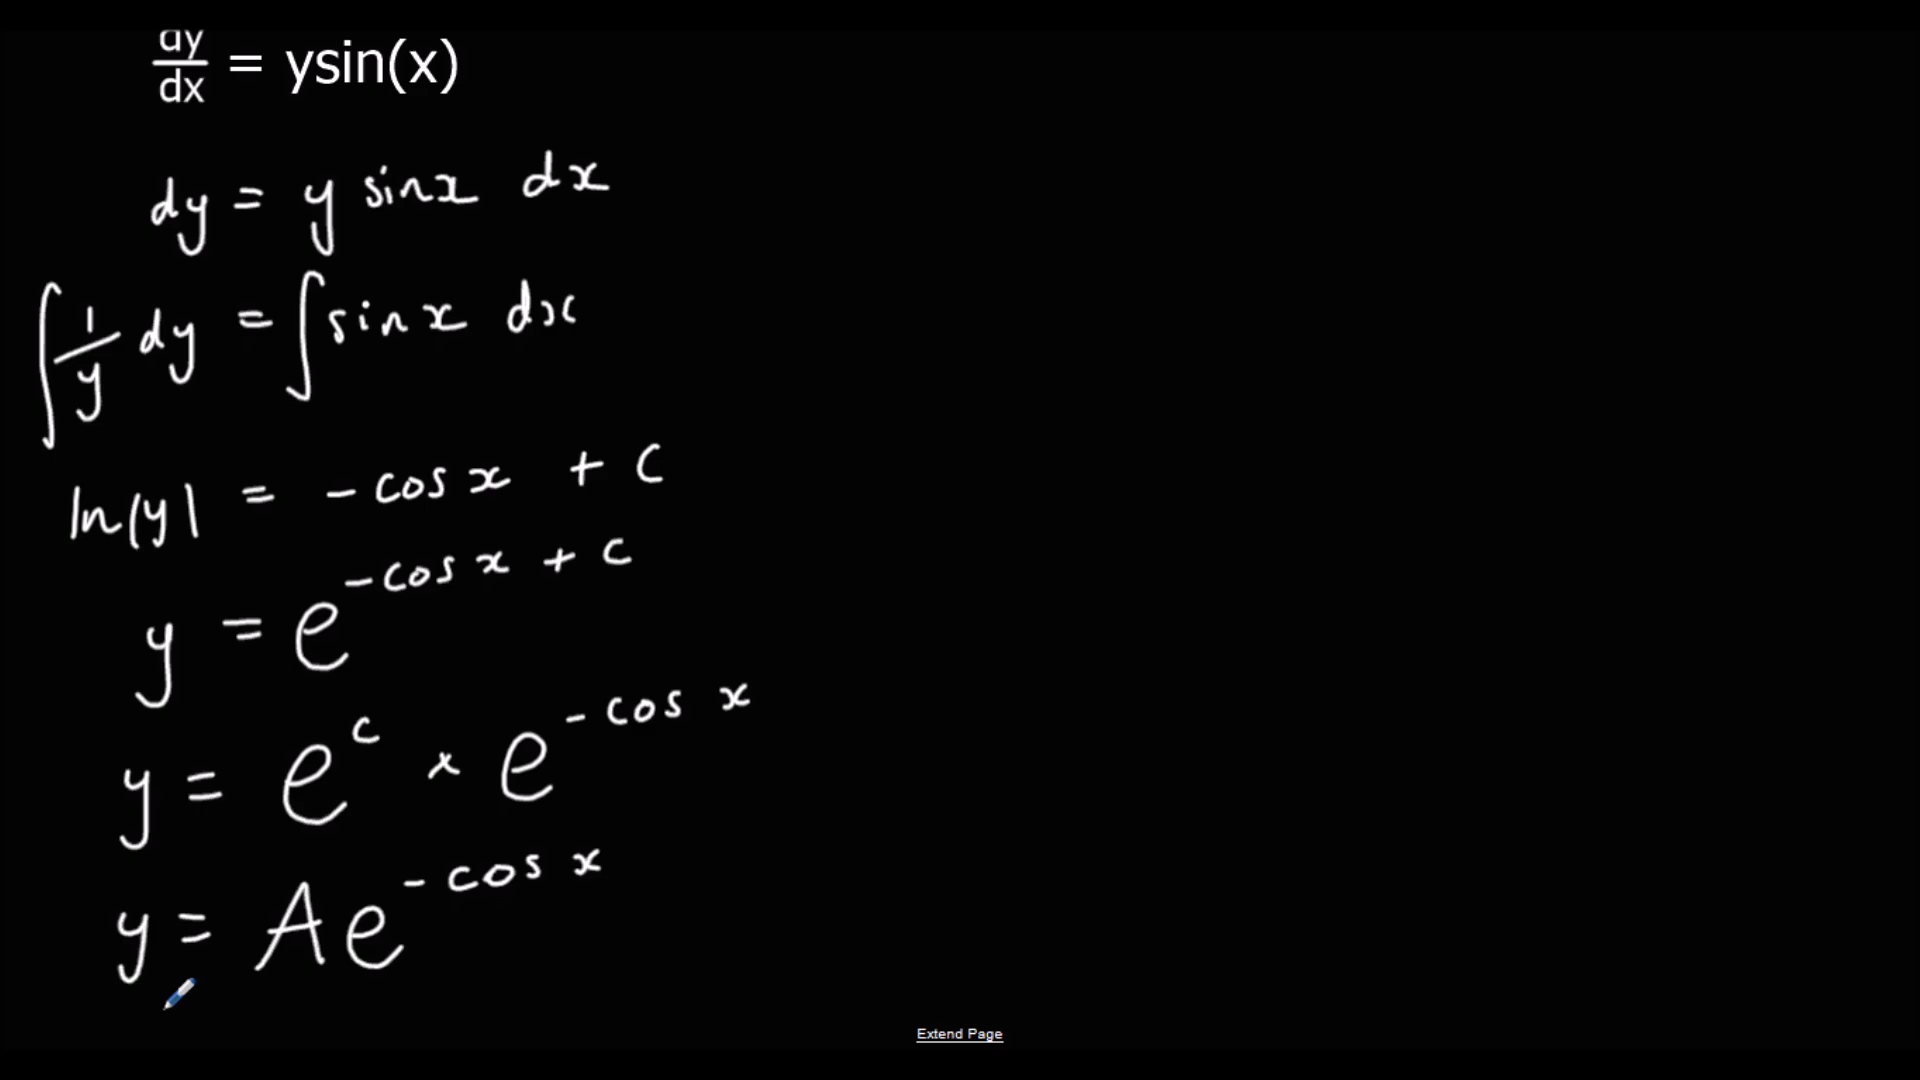 dy/dx = ysin(x)
dy = y sinx dx
∫ 1/y dy = ∫ sinx dx
ln|y| = -cos x + c
y = e^(-cos x + c)
y = e^c × e^(-cos x)
y = Ae^(-cos x)
Extend Page